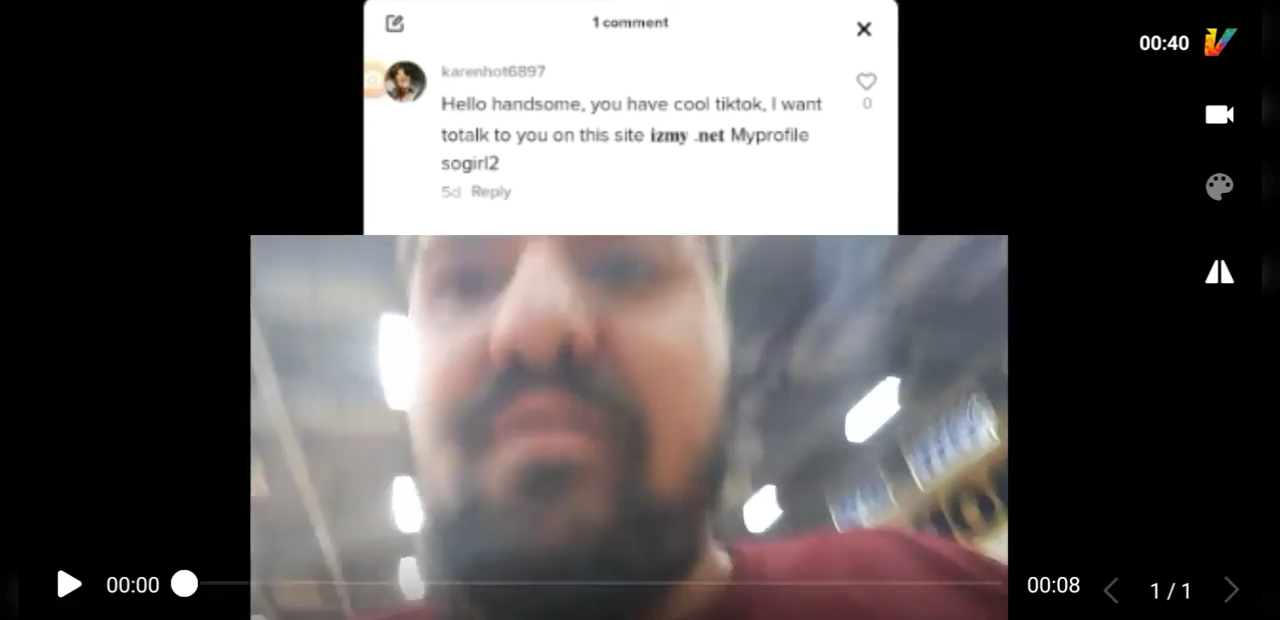 1 comment
00:40
karenhot6897
Hello handsome, you have cool tiktok, I want
totalk to you on this site izmy .net Myprofile
0
sogirl2
5d Reply
00:00
00:08
1 / 1